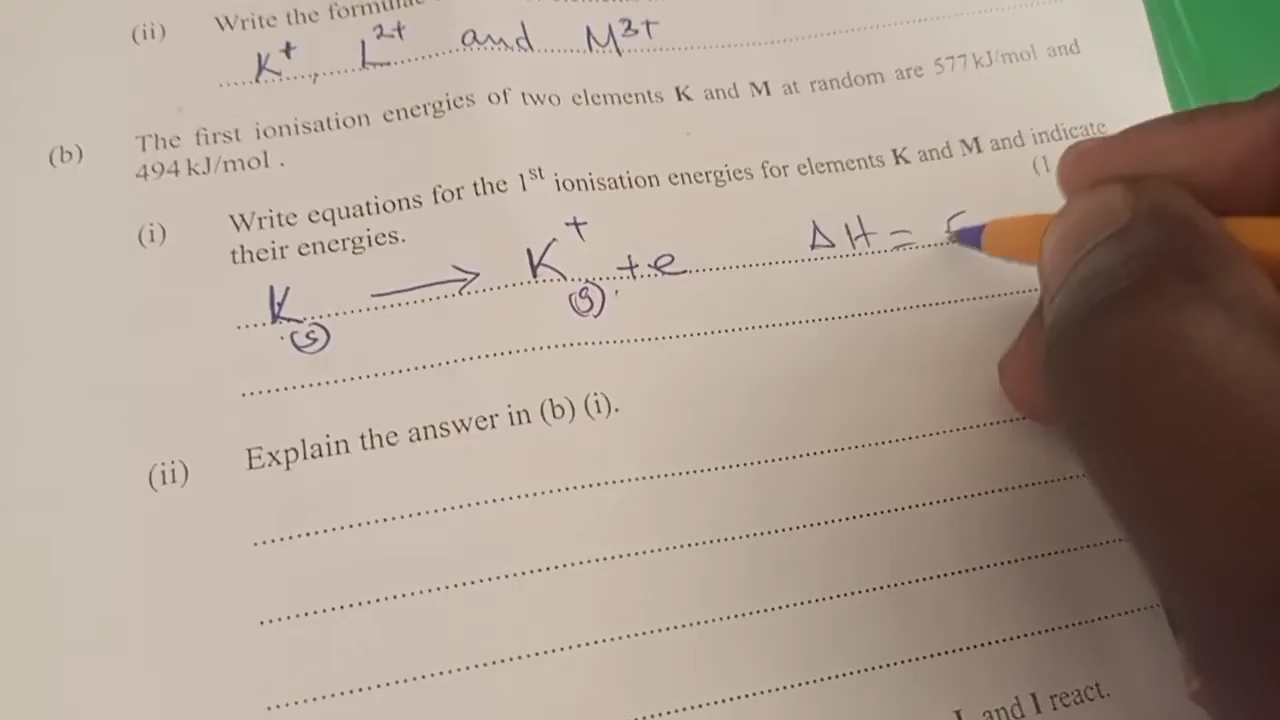 (ii) Write the formulae
K⁺, L²⁺ and M³⁺
(b) The first ionisation energies of two elements K and M at random are 577 kJ/mol and
494 kJ/mol .
(i) Write equations for the 1st ionisation energies for elements K and M and indicate
their energies. (1
K(s) → K⁺(g) + e ΔH =
(ii) Explain the answer in (b) (i).
and I react.